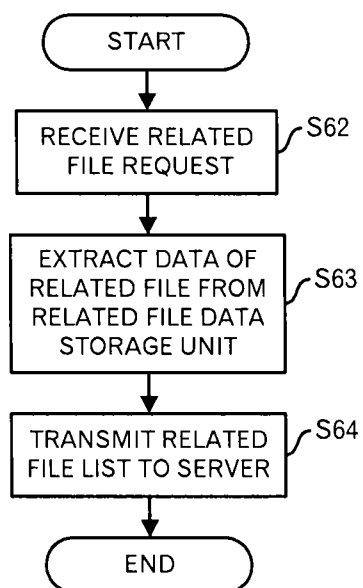 START
RECEIVE RELATED
FILE REQUEST
S62
EXTRACT DATA OF
RELATED FILE FROM
RELATED FILE DATA
STORAGE UNIT
S63
TRANSMIT RELATED
FILE LIST TO SERVER
S64
END